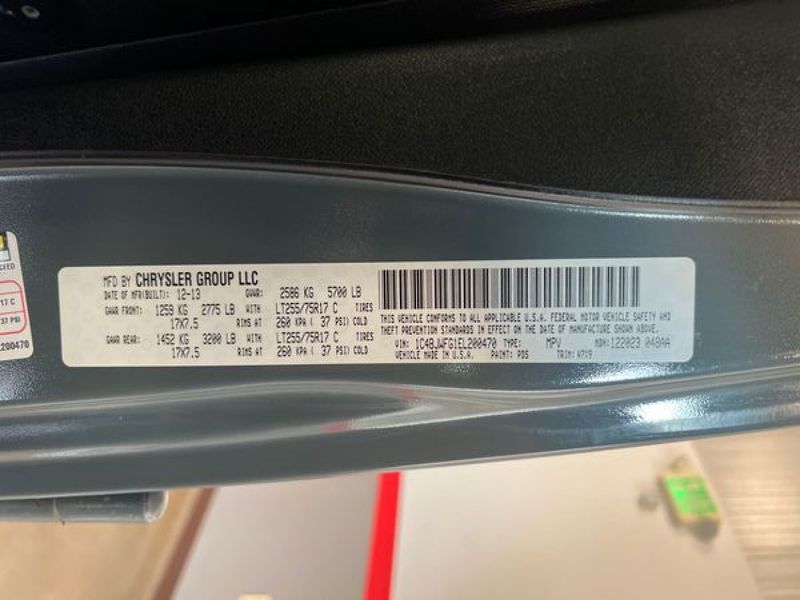 CEED
17 C
37 PSI
L200470
MFD BY CHRYSLER GROUP LLC
DATE OF MFR(BUILT): 12-13 GVWR: 2586 KG 5700 LB
GAWR FRONT: 1259 KG 2775 LB WITH LT255/75R17 C TIRES
17X7.5 RIMS AT 260 KPA ( 37 PSI) COLD
GAWR REAR: 1452 KG 3200 LB WITH LT255/75R17 C TIRES
17X7.5 RIMS AT 260 KPA ( 37 PSI) COLD
THIS VEHICLE CONFORMS TO ALL APPLICABLE U.S.A. FEDERAL MOTOR VEHICLE SAFETY AND
THEFT PREVENTION STANDARDS IN EFFECT ON THE DATE OF MANUFACTURE SHOWN ABOVE.
VIN: 1C4BJWFG1EL200470 TYPE: MPV MDH: 122023 048AA
VEHICLE MADE IN U.S.A. PAINT: PDS TRIM: A7X9